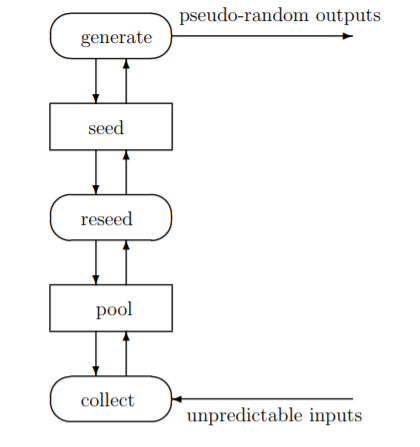 pseudo-random outputs
generate
seed
reseed
pool
collect
unpredictable inputs